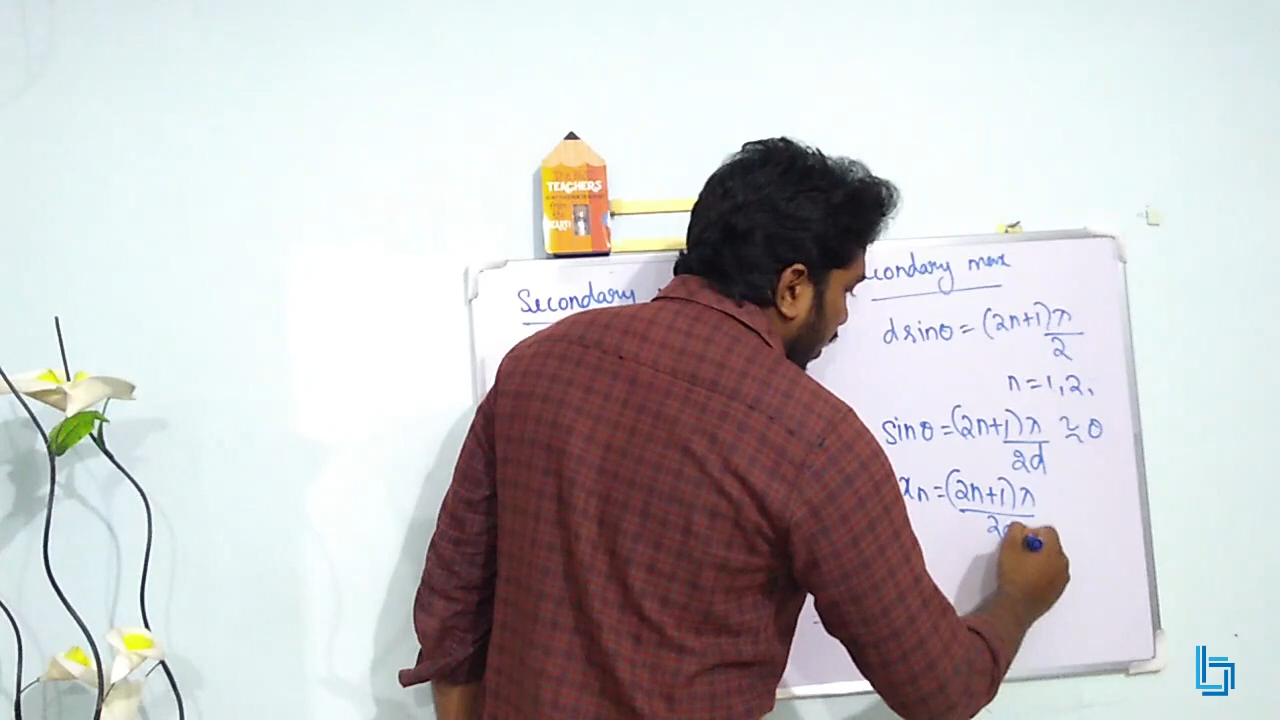 TEACHERS
Secondary
condary max
d sinθ = (2n+1)λ/2
n = 1, 2,
sinθ = (2n+1)λ/2d ≈ θ
xn = (2n+1)λ/2